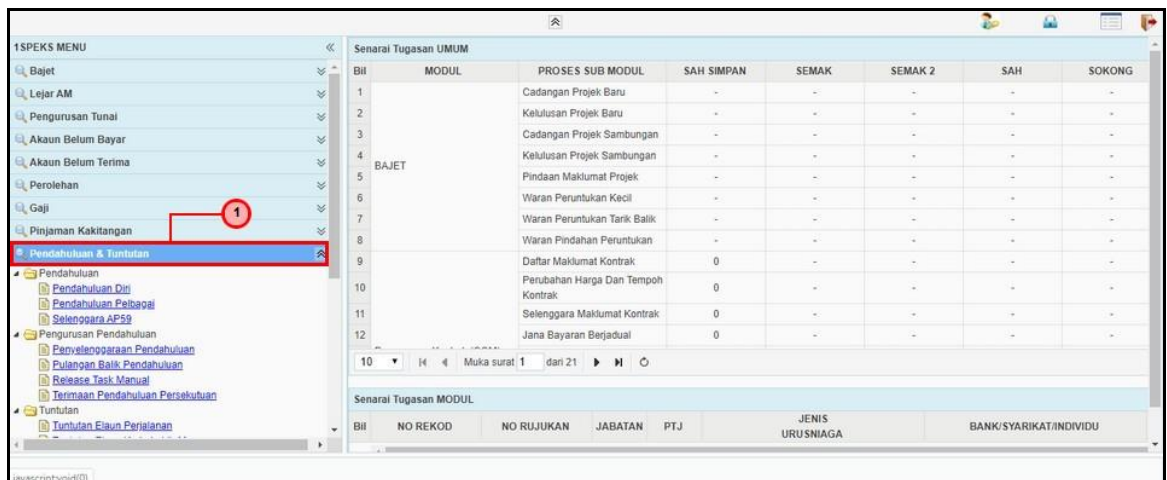 1SPEKS MENU
Bajet
Lejar AM
Pengurusan Tunai
Akaun Belum Bayar
Akaun Belum Terima
Perolehan
Gaji
Pinjaman Kakitangan
1
Pendahuluan & Tuntutan
Pendahuluan
Pendahuluan Diri
Pendahuluan Pelbagai
Selenggara AP59
Pengurusan Pendahuluan
Penyelenggaraan Pendahuluan
Pulangan Balik Pendahuluan
Release Task Manual
Terimaan Pendahuluan Persekutuan
Tuntutan
Tuntutan Elaun Perjalanan
Senarai Tugasan UMUM
Bil MODUL PROSES SUB MODUL SAH SIMPAN SEMAK SEMAK 2 SAH SOKONG
BAJET
1 Cadangan Projek Baru - - - - -
2 Kelulusan Projek Baru - - - - -
3 Cadangan Projek Sambungan - - - - -
4 Kelulusan Projek Sambungan - - - - -
5 Pindaan Maklumat Projek - - - - -
6 Waran Peruntukan Kecil - - - - -
7 Waran Peruntukan Tarik Balik - - - - -
8 Waran Pindahan Peruntukan - - - - -
9 Daftar Maklumat Kontrak 0 - - - -
10 Perubahan Harga Dan Tempoh
Kontrak 0 - - - -
11 Selenggara Maklumat Kontrak 0 - - - -
12 Jana Bayaran Berjadual 0 - - - -
10 Muka surat 1 dari 21
Senarai Tugasan MODUL
Bil NO REKOD NO RUJUKAN JABATAN PTJ JENIS
URUSNIAGA BANK/SYARIKAT/INDIVIDU
javascript:void(0)